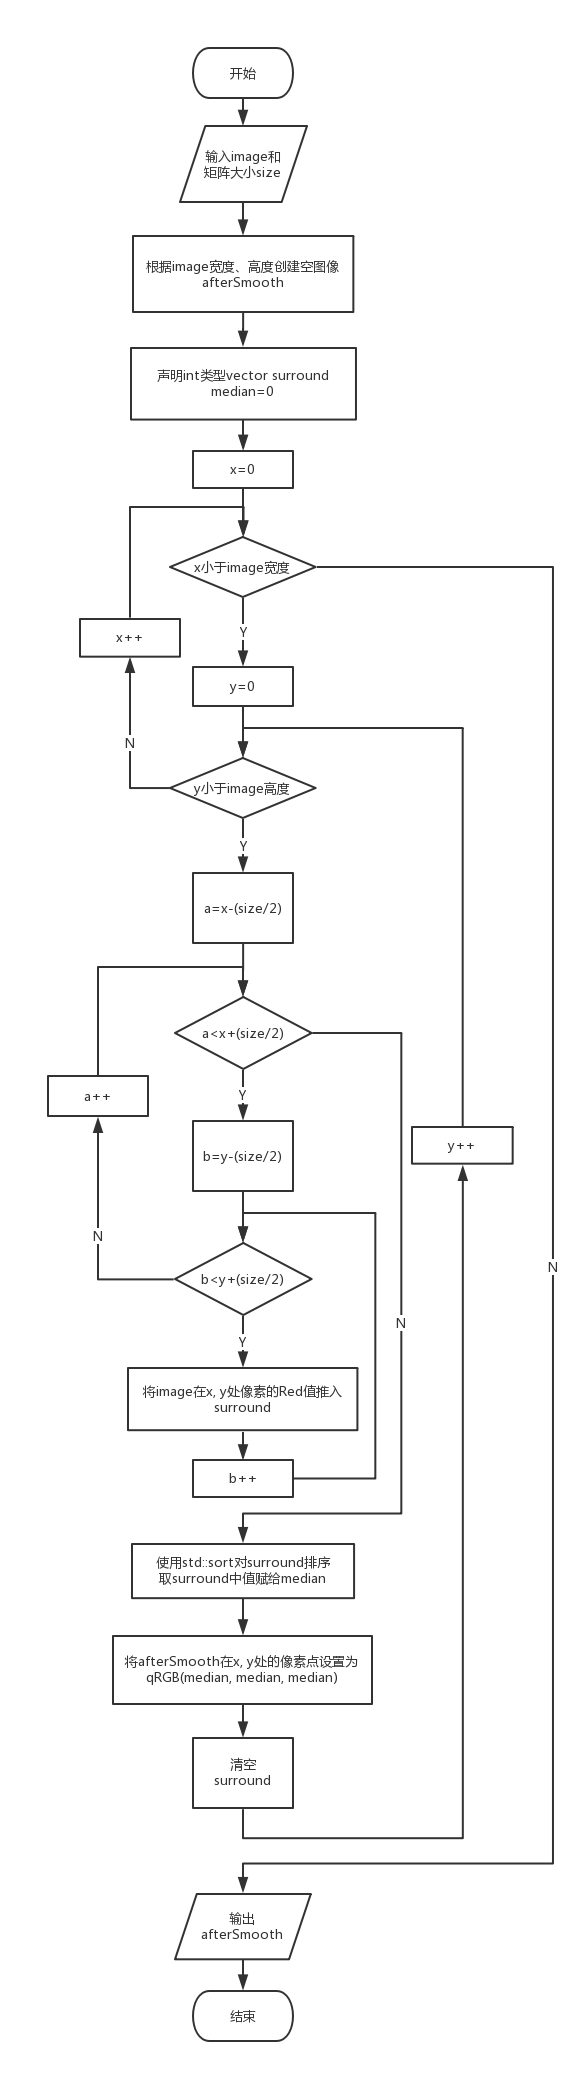 开始
输入image和
矩阵大小size
根据image宽度、高度创建空图像
afterSmooth
声明int类型vector surround
median=0
x=0
x小于image宽度
x++
Y
y=0
N
y小于image高度
Y
a=x-(size/2)
a<x+(size/2)
a++
Y
b=y-(size/2)
y++
N
b<y+(size/2)
N
N
Y
将image在x, y处像素的Red值推入
surround
b++
使用std::sort对surround排序
取surround中值赋给median
将afterSmooth在x, y处的像素点设置为
qRGB(median, median, median)
清空
surround
输出
afterSmooth
结束